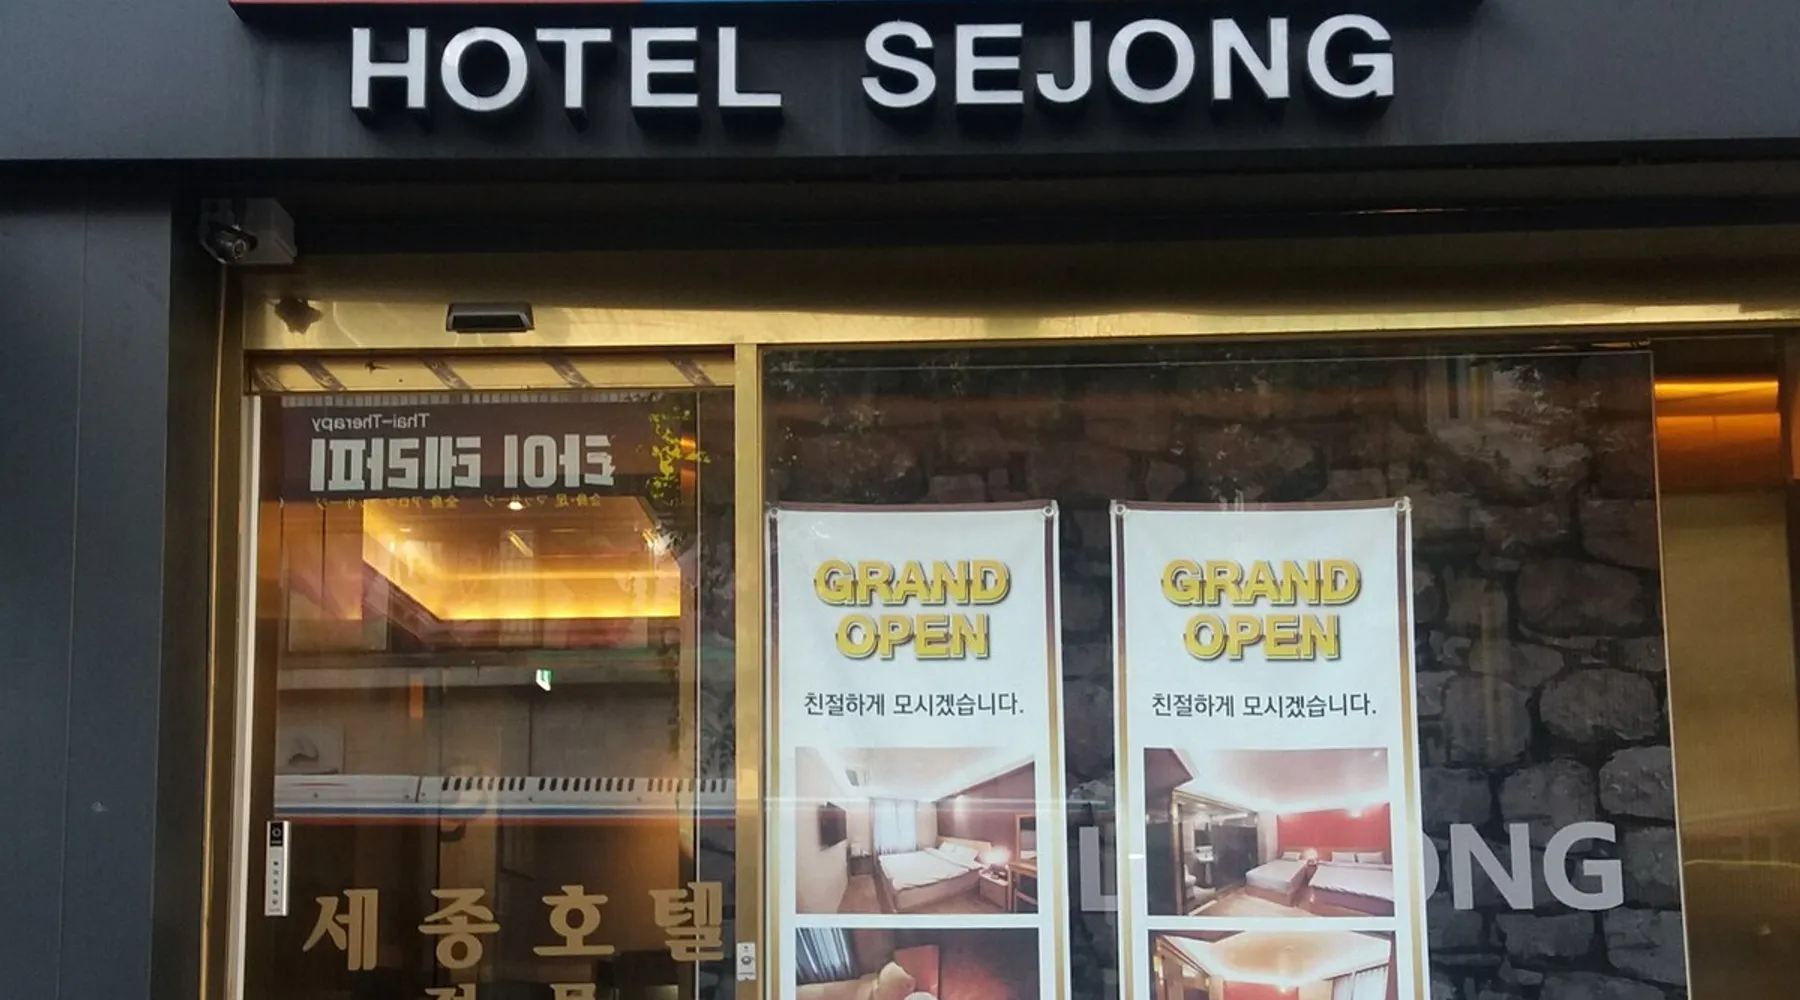 HOTEL SEJONG
Thai-Therapy
타이 테라피
GRAND
OPEN
친절하게 모시겠습니다.
GRAND
OPEN
친절하게 모시겠습니다.
세종호텔